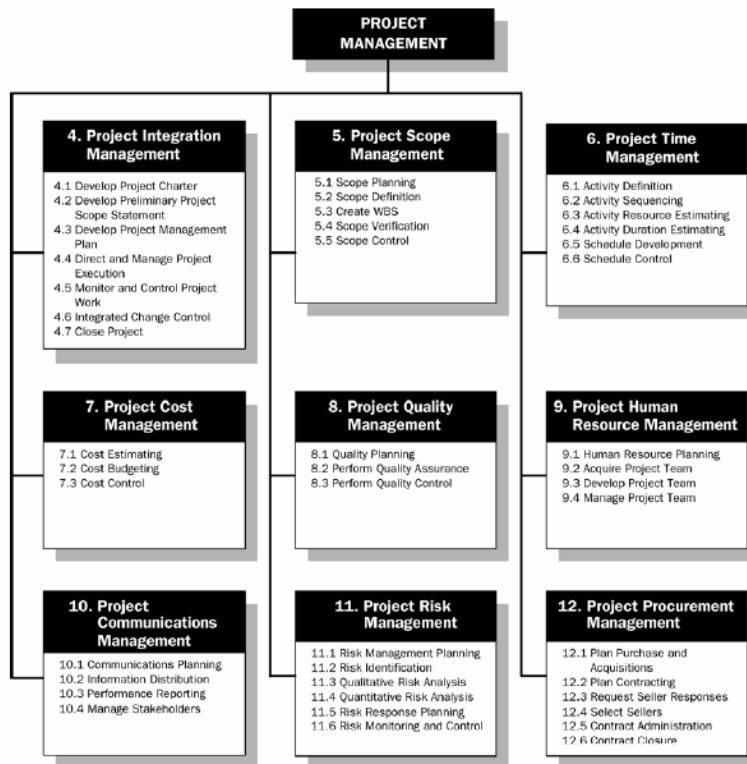 PROJECT
MANAGEMENT
4. Project Integration
Management
4.1 Develop Project Charter
4.2 Develop Preliminary Project
Scope Statement
4.3 Develop Project Management
Plan
4.4 Direct and Manage Project
Execution
4.5 Monitor and Control Project
Work
4.6 Integrated Change Control
4.7 Close Project
5. Project Scope
Management
5.1 Scope Planning
5.2 Scope Definition
5.3 Create WBS
5.4 Scope Verification
5.5 Scope Control
6. Project Time
Management
6.1 Activity Definition
6.2 Activity Sequencing
6.3 Activity Resource Estimating
6.4 Activity Duration Estimating
6.5 Schedule Development
6.6 Schedule Control
7. Project Cost
Management
7.1 Cost Estimating
7.2 Cost Budgeting
7.3 Cost Control
8. Project Quality
Management
8.1 Quality Planning
8.2 Perform Quality Assurance
8.3 Perform Quality Control
9. Project Human
Resource Management
9.1 Human Resource Planning
9.2 Acquire Project Team
9.3 Develop Project Team
9.4 Manage Project Team
10. Project
Communications
Management
10.1 Communications Planning
10.2 Information Distribution
10.3 Performance Reporting
10.4 Manage Stakeholders
11. Project Risk
Management
11.1 Risk Management Planning
11.2 Risk Identification
11.3 Qualitative Risk Analysis
11.4 Quantitative Risk Analysis
11.5 Risk Response Planning
11.6 Risk Monitoring and Control
12. Project Procurement
Management
12.1 Plan Purchase and
Acquisitions
12.2 Plan Contracting
12.3 Request Seller Responses
12.4 Select Sellers
12.5 Contract Administration
12.6 Contract Closure